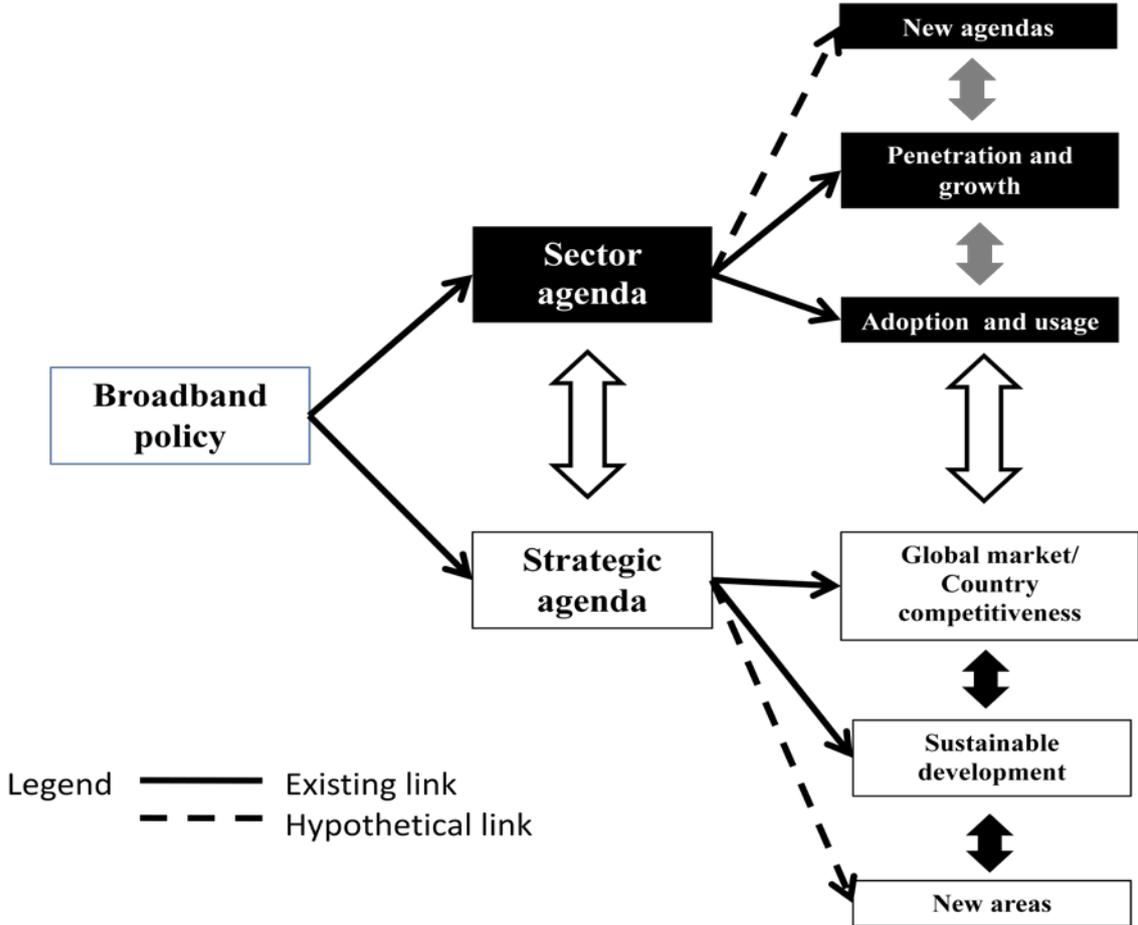 New agendas
Penetration and
growth
Sector
agenda
Adoption and usage
Broadband
policy
Strategic
agenda
Global market/
Country
competitiveness
Sustainable
development
Legend
Existing link
Hypothetical link
New areas